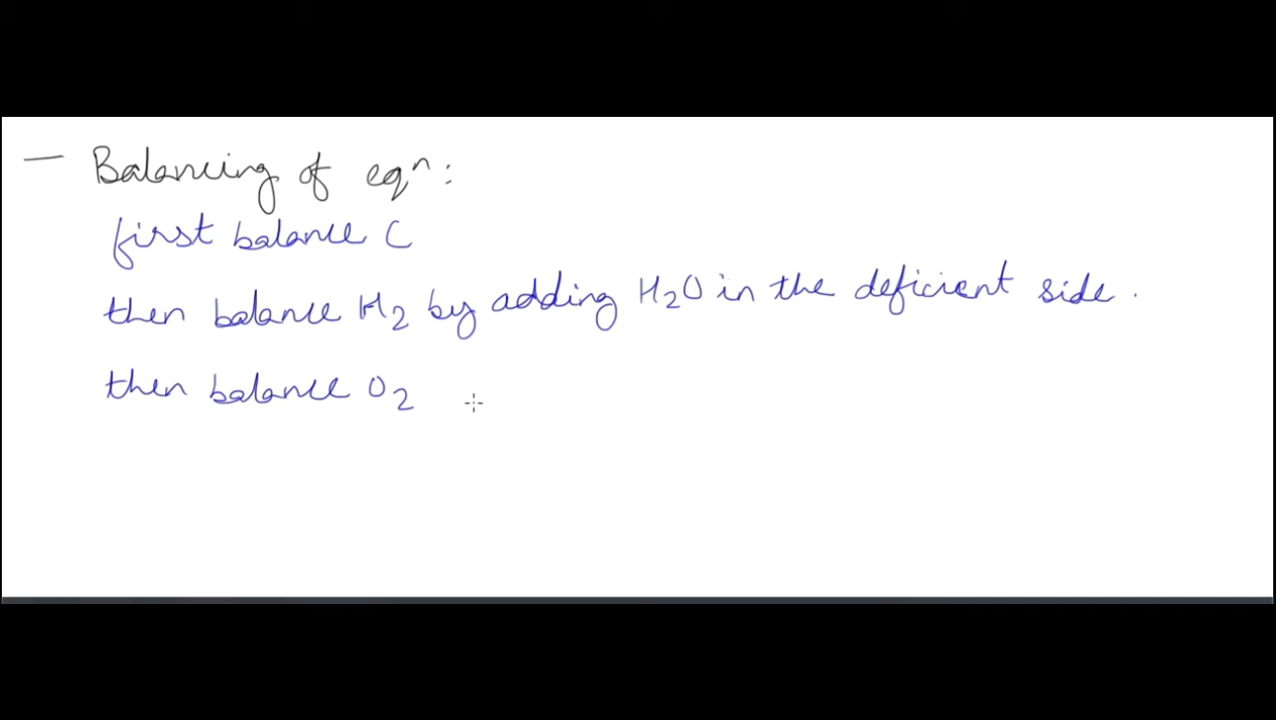 — Balancing of eqⁿ:
first balance C
then balance H₂ by adding H₂O in the deficient side.
then balance O₂